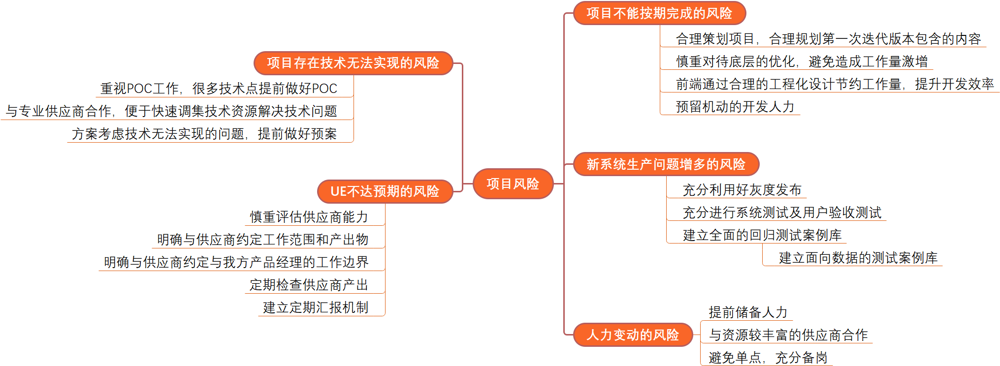 项目风险
项目不能按期完成的风险
合理策划项目，合理规划第一次迭代版本包含的内容
慎重对待底层的优化，避免造成工作量激增
前端通过合理的工程化设计节约工作量，提升开发效率
预留机动的开发人力
新系统生产问题增多的风险
充分利用好灰度发布
充分进行系统测试及用户验收测试
建立全面的回归测试案例库
建立面向数据的测试案例库
人力变动的风险
提前储备人力
与资源较丰富的供应商合作
避免单点，充分备岗
项目存在技术无法实现的风险
重视POC工作，很多技术点提前做好POC
与专业供应商合作，便于快速调集技术资源解决技术问题
方案考虑技术无法实现的问题，提前做好预案
UE不达预期的风险
慎重评估供应商能力
明确与供应商约定工作范围和产出物
明确与供应商约定与我方产品经理的工作边界
定期检查供应商产出
建立定期汇报机制